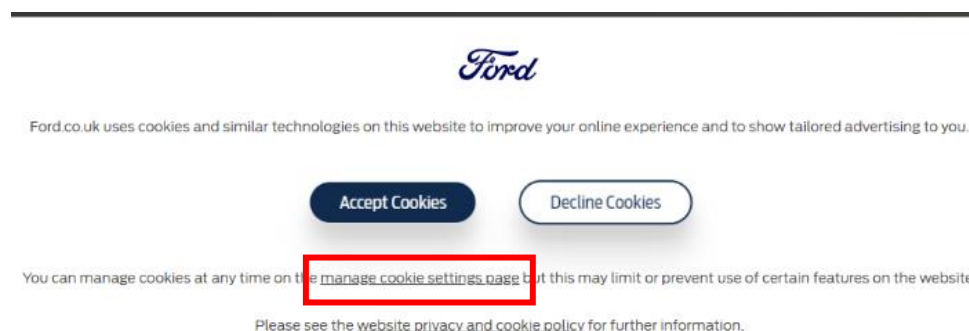 Ford
Ford.co.uk uses cookies and similar technologies on this website to improve your online experience and to show tailored advertising to you.
Accept Cookies
Decline Cookies
You can manage cookies at any time on the manage cookie settings page but this may limit or prevent use of certain features on the website
Please see the website privacy and cookie policy for further information.